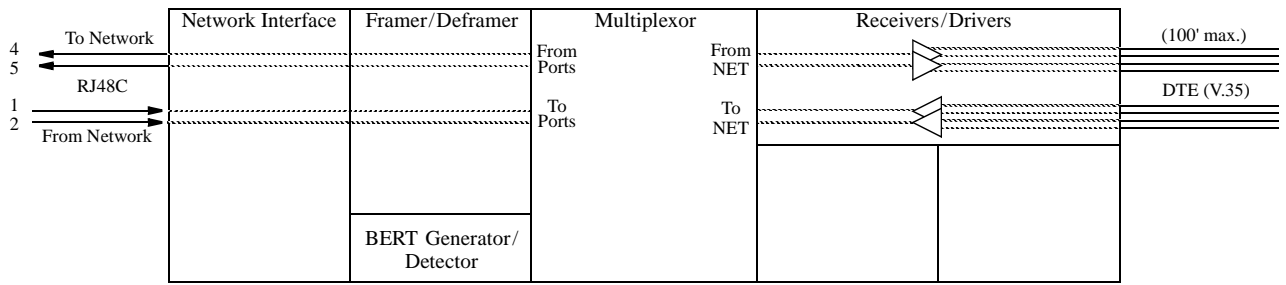 Network Interface
Framer/Deframer
Multiplexor
Receivers/Drivers
4
5
To Network
RJ48C
1
2
From Network
From
Ports
To
Ports
From
NET
To
NET
(100' max.)
DTE (V.35)
BERT Generator/
Detector